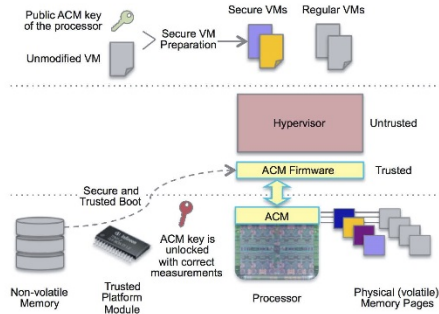 Public ACM key
of the processor
Unmodified VM
Secure VM
Preparation
Secure VMs
Regular VMs
Hypervisor
Untrusted
ACM Firmware
Trusted
Secure and
Trusted Boot
ACM key is
unlocked
with correct
measurements
ACM
Non-volatile
Memory
Trusted
Platform
Module
Processor
Physical (volatile)
Memory Pages